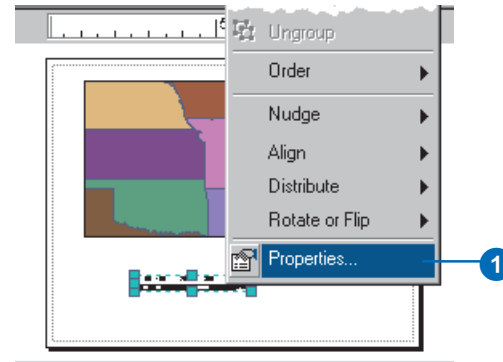 Ungroup
Order
Nudge
Align
Distribute
Rotate or Flip
Properties...
1